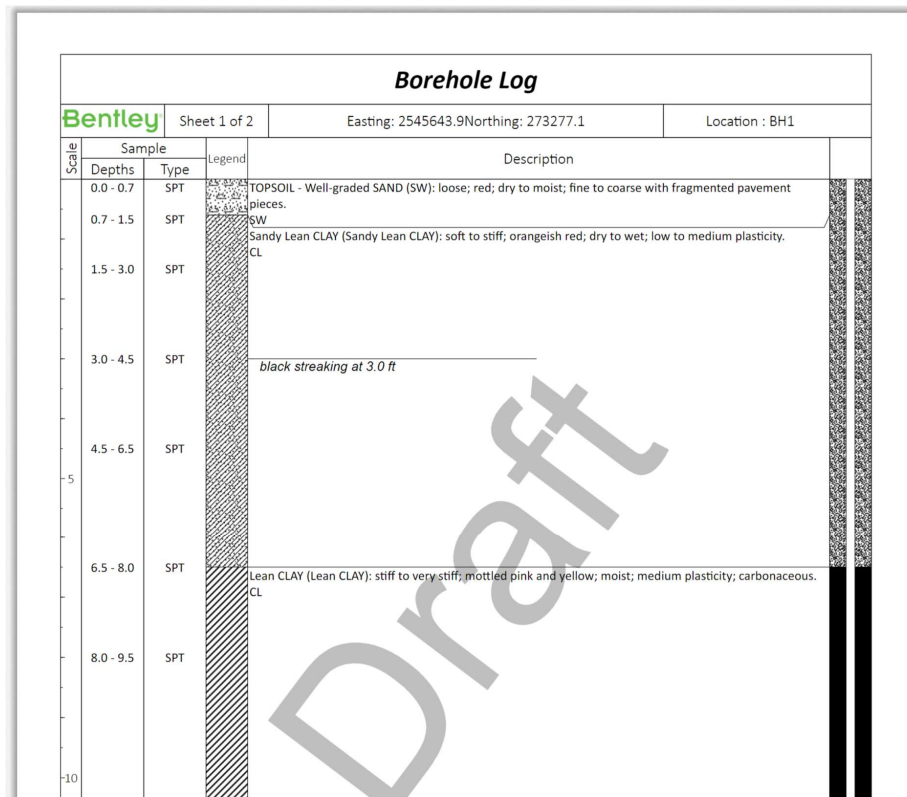 Borehole Log
Bentley
Sheet 1 of 2
Easting: 2545643.9Northing: 273277.1
Location : BH1
Scale
Sample
Depths
Type
Legend
Description
0.0 - 0.7 SPT
TOPSOIL - Well-graded SAND (SW): loose; red; dry to moist; fine to coarse with fragmented pavement
pieces.
0.7 - 1.5 SPT
SW
Sandy Lean CLAY (Sandy Lean CLAY): soft to stiff; orangeish red; dry to wet; low to medium plasticity.
CL
1.5 - 3.0 SPT
3.0 - 4.5 SPT
black streaking at 3.0 ft
4.5 - 6.5 SPT
5
6.5 - 8.0 SPT
Lean CLAY (Lean CLAY): stiff to very stiff; mottled pink and yellow; moist; medium plasticity; carbonaceous.
CL
8.0 - 9.5 SPT
10
Draft